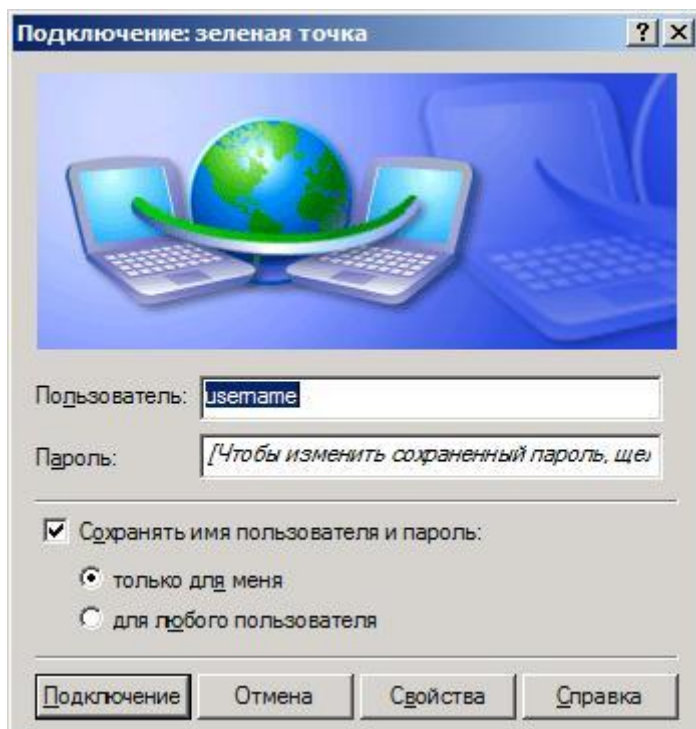 Подключение: зеленая точка
Пользователь: username
Пароль: [Чтобы изменить сохраненный пароль, щел
Сохранять имя пользователя и пароль:
только для меня
для любого пользователя
Подключение Отмена Свойства Справка